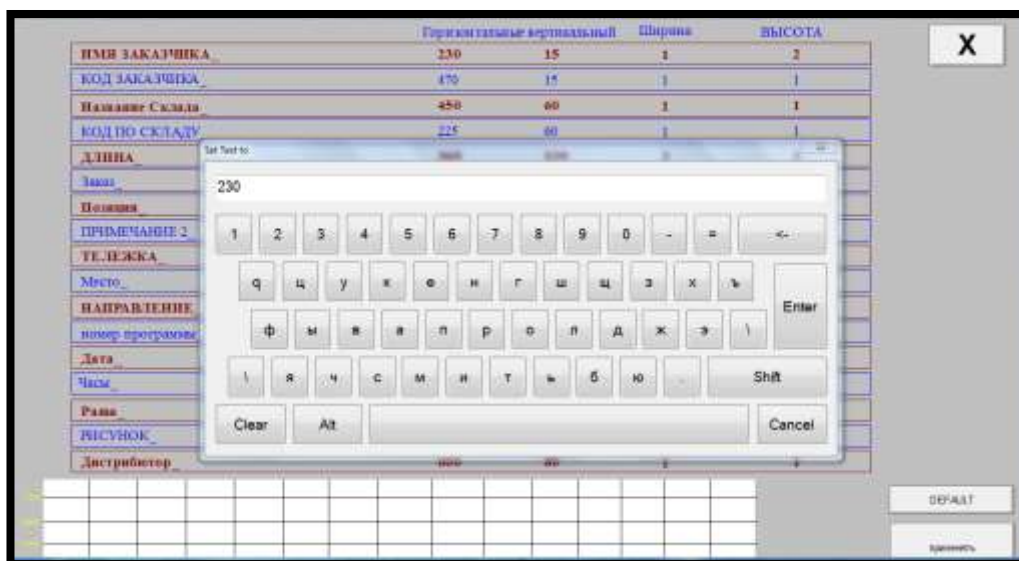 Горизонтальные вертикальный Ширина ВЫСОТА
X
ИМЯ ЗАКАЗЧИКА_ 230 15 1 2
КОД ЗАКАЗЧИКА_ 470 15 1 1
Название Склада_ 450 60 1 1
КОД ПО СКЛАДУ_ 225 60 1 1
ДЛИНА_
Заказ_
Позиция_
ПРИМЕЧАНИЕ 2_
ТЕЛЕЖКА_
Место_
НАПРАВЛЕНИЕ_
номер программы_
Дата_
Часы_
Рама_
РИСУНОК_
Дистрибютор_
Set Text to
230
1 2 3 4 5 6 7 8 9 0 - = <-
q ц у к е н г ш щ з х ъ
Enter
ф ы в а п р о л д ж э \
\ я ч с м и т ь б ю . Shift
Clear Alt Cancel
DEFAULT
применить